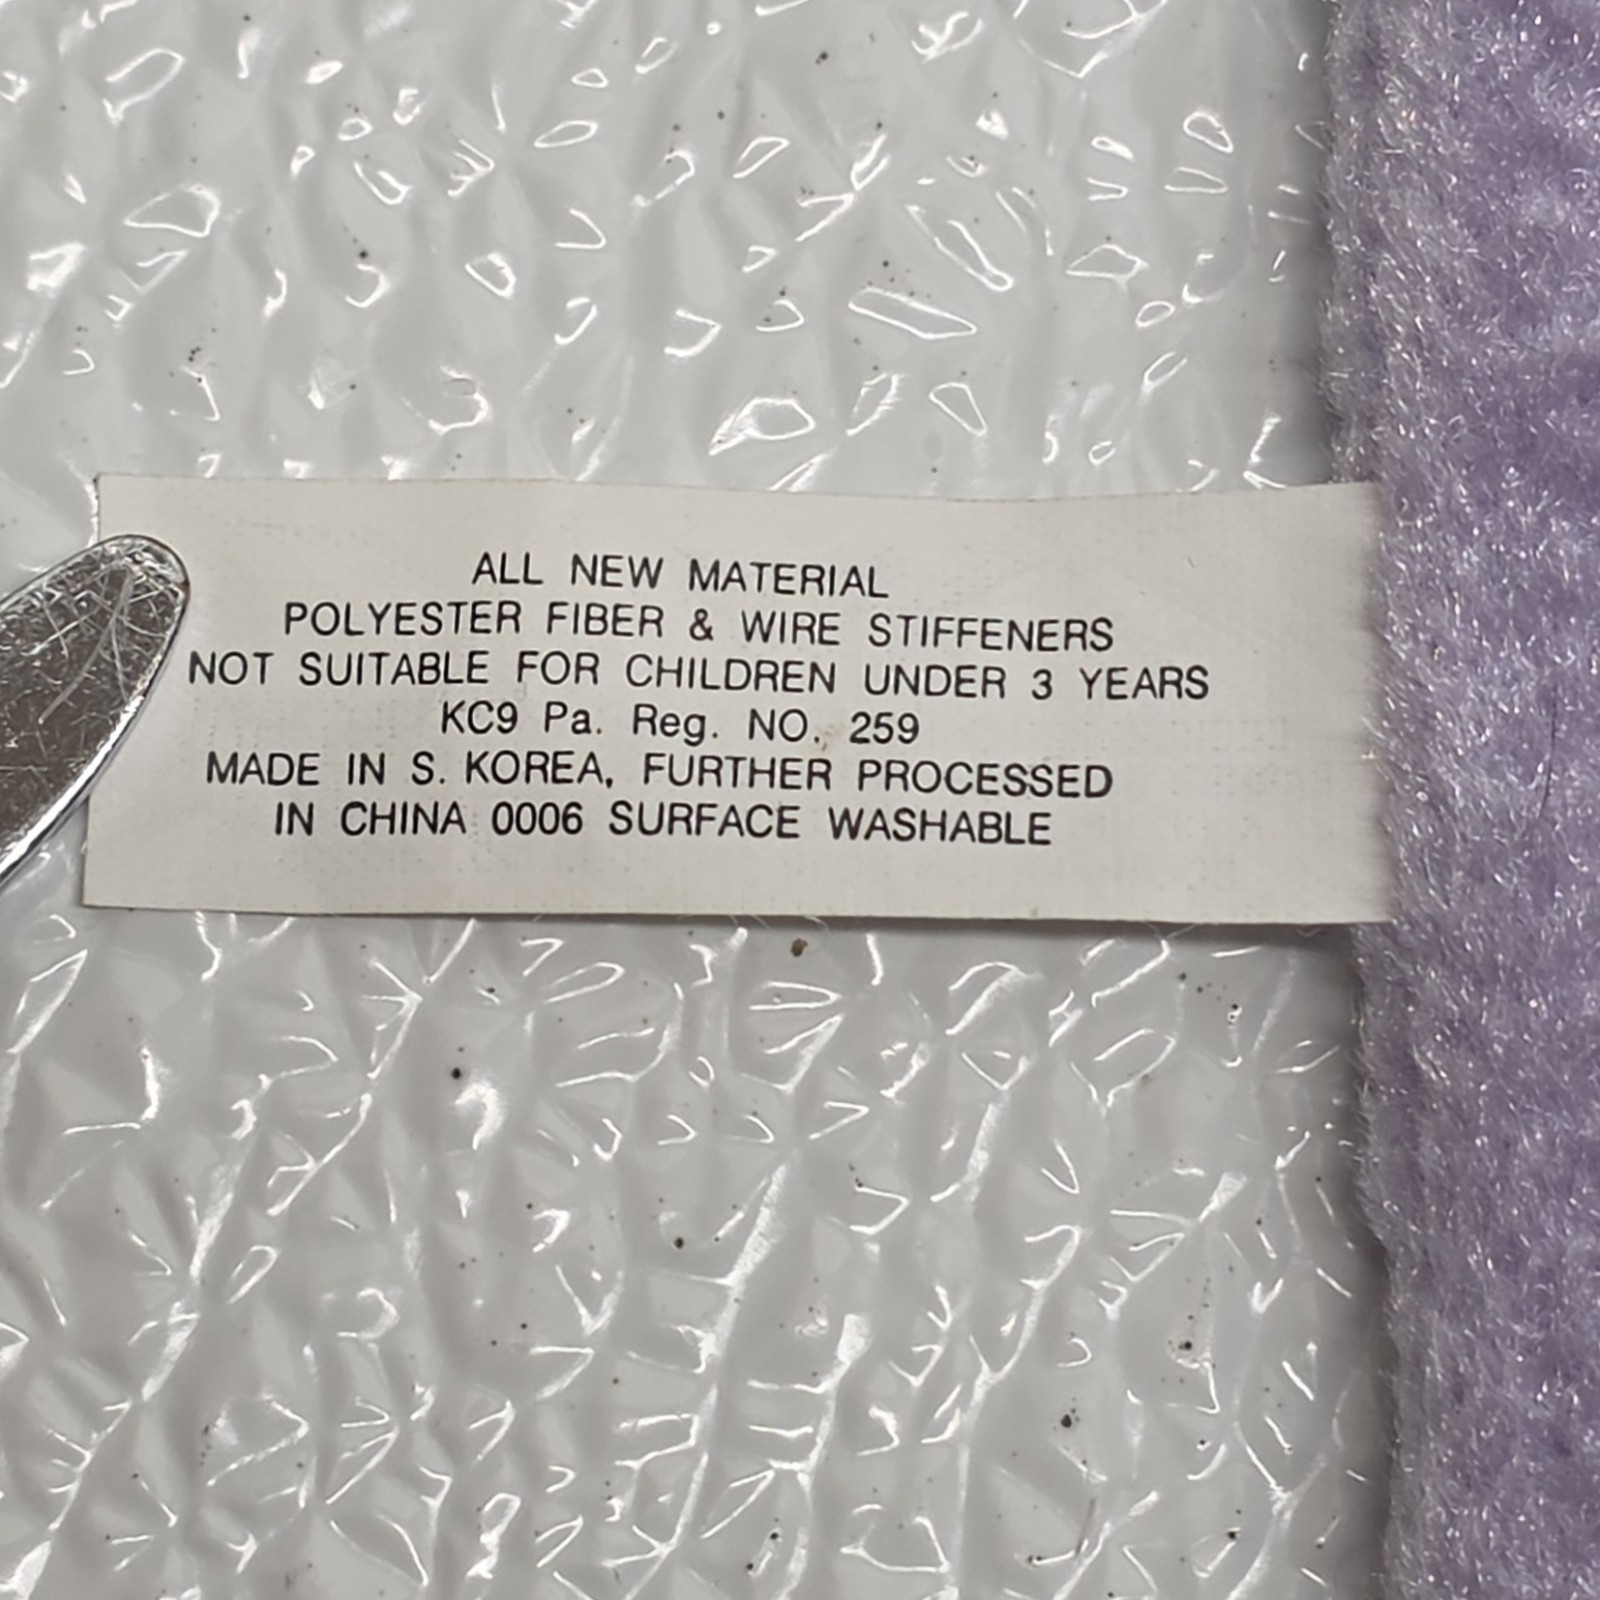 ALL NEW MATERIAL
POLYESTER FIBER & WIRE STIFFENERS
NOT SUITABLE FOR CHILDREN UNDER 3 YEARS
KC9 Pa. Reg. NO. 259
MADE IN S. KOREA, FURTHER PROCESSED
IN CHINA 0006 SURFACE WASHABLE